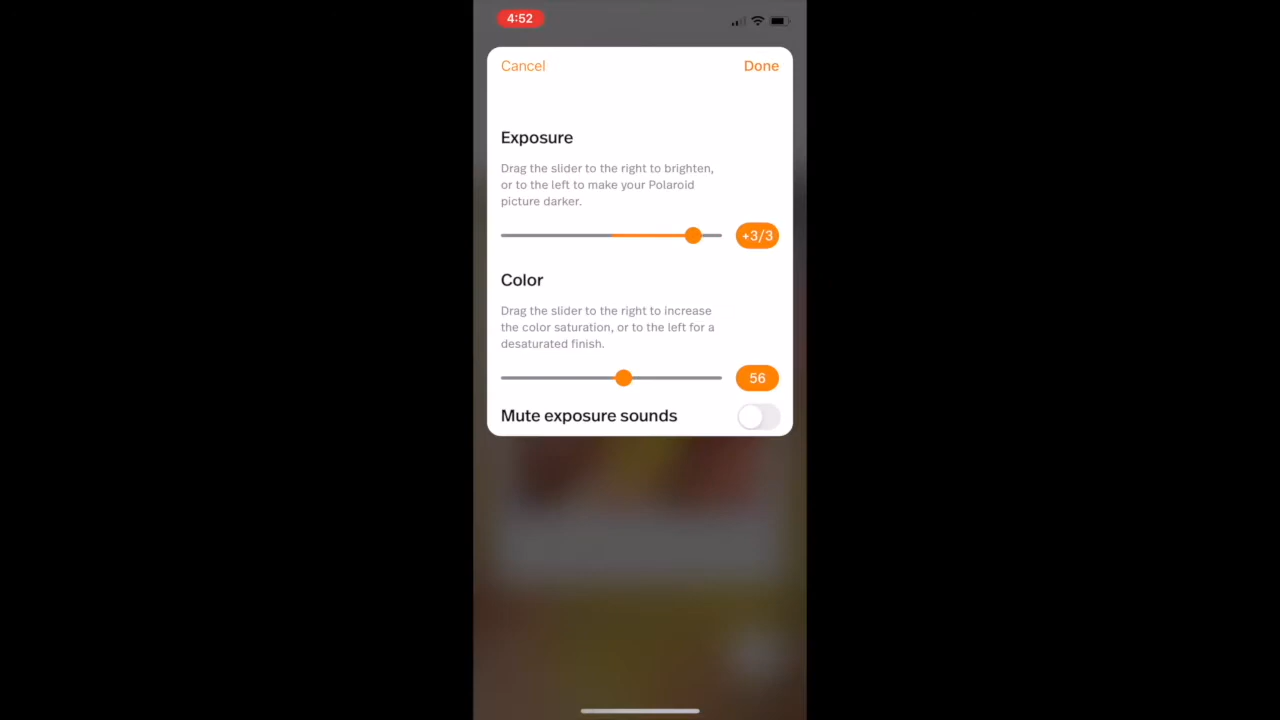 4:52
Cancel
Done
Exposure
Drag the slider to the right to brighten,
or to the left to make your Polaroid
picture darker.
+3/3
Color
Drag the slider to the right to increase
the color saturation, or to the left for a
desaturated finish.
56
Mute exposure sounds